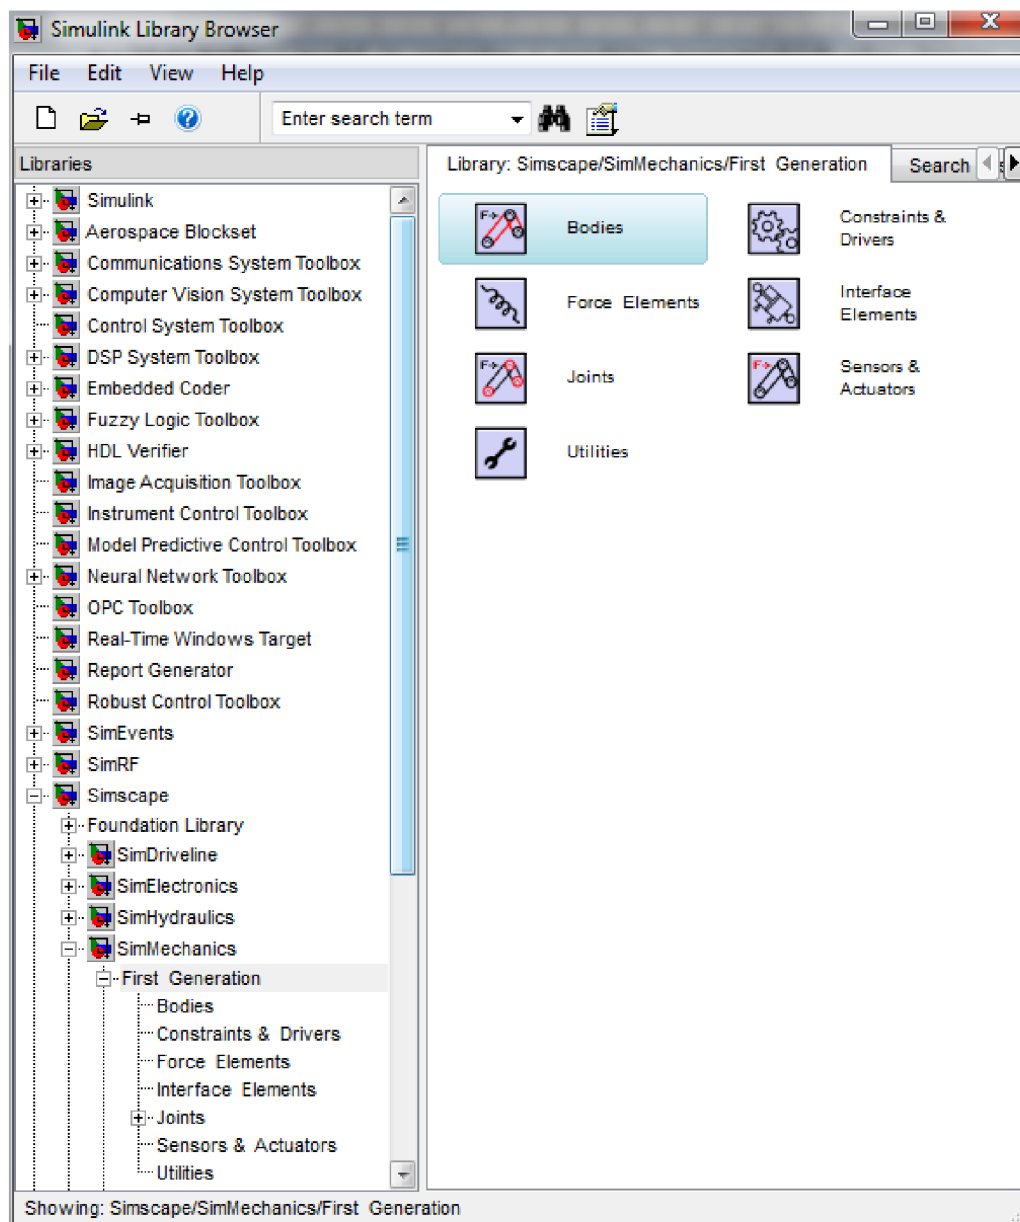 Simulink Library Browser
File Edit View Help
Enter search term
Libraries
Simulink
Aerospace Blockset
Communications System Toolbox
Computer Vision System Toolbox
Control System Toolbox
DSP System Toolbox
Embedded Coder
Fuzzy Logic Toolbox
HDL Verifier
Image Acquisition Toolbox
Instrument Control Toolbox
Model Predictive Control Toolbox
Neural Network Toolbox
OPC Toolbox
Real-Time Windows Target
Report Generator
Robust Control Toolbox
SimEvents
SimRF
Simscape
Foundation Library
SimDriveline
SimElectronics
SimHydraulics
SimMechanics
First Generation
Bodies
Constraints & Drivers
Force Elements
Interface Elements
Joints
Sensors & Actuators
Utilities
Library: Simscape/SimMechanics/First Generation
Search
F
Bodies
Constraints &
Drivers
Force Elements
Interface
Elements
F
Joints
F
Sensors &
Actuators
Utilities
Showing: Simscape/SimMechanics/First Generation